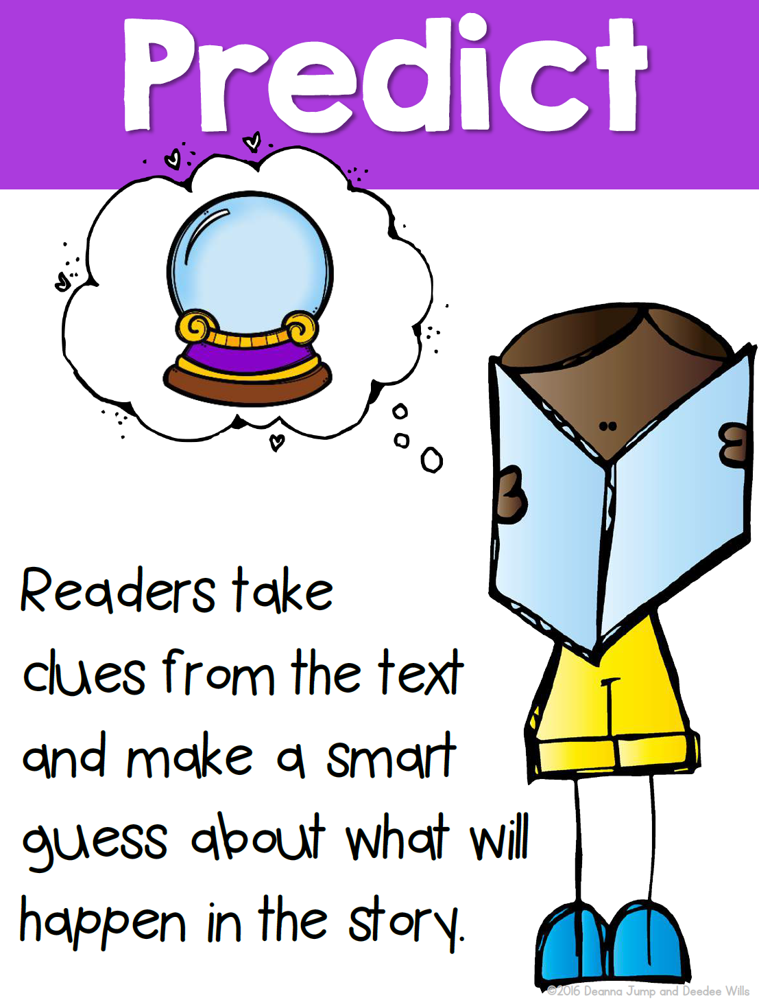 Predict
Readers take
clues from the text
and make a smart
guess about what will
happen in the story.
©2016 Deanna Jump and Deedee Wills